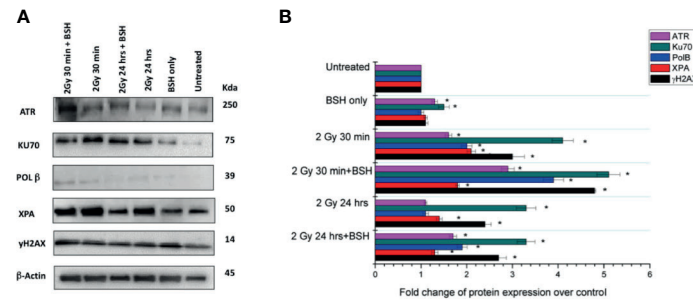 A
2Gy 30 min + BSH
2Gy 30 min
2Gy 24 hrs + BSH
2Gy 24 hrs
BSH only
Untreated
Kda
ATR
250
KU70
75
POL β
39
XPA
50
γH2AX
14
β-Actin
45
B
ATR
Ku70
PolB
XPA
γH2AX
Untreated
BSH only
*
*
2 Gy 30 min
*
*
*
*
*
2 Gy 30 min+BSH
*
*
*
*
*
2 Gy 24 hrs
*
*
*
2 Gy 24 hrs+BSH
*
*
*
*
*
0 1 2 3 4 5 6
Fold change of protein expression over control